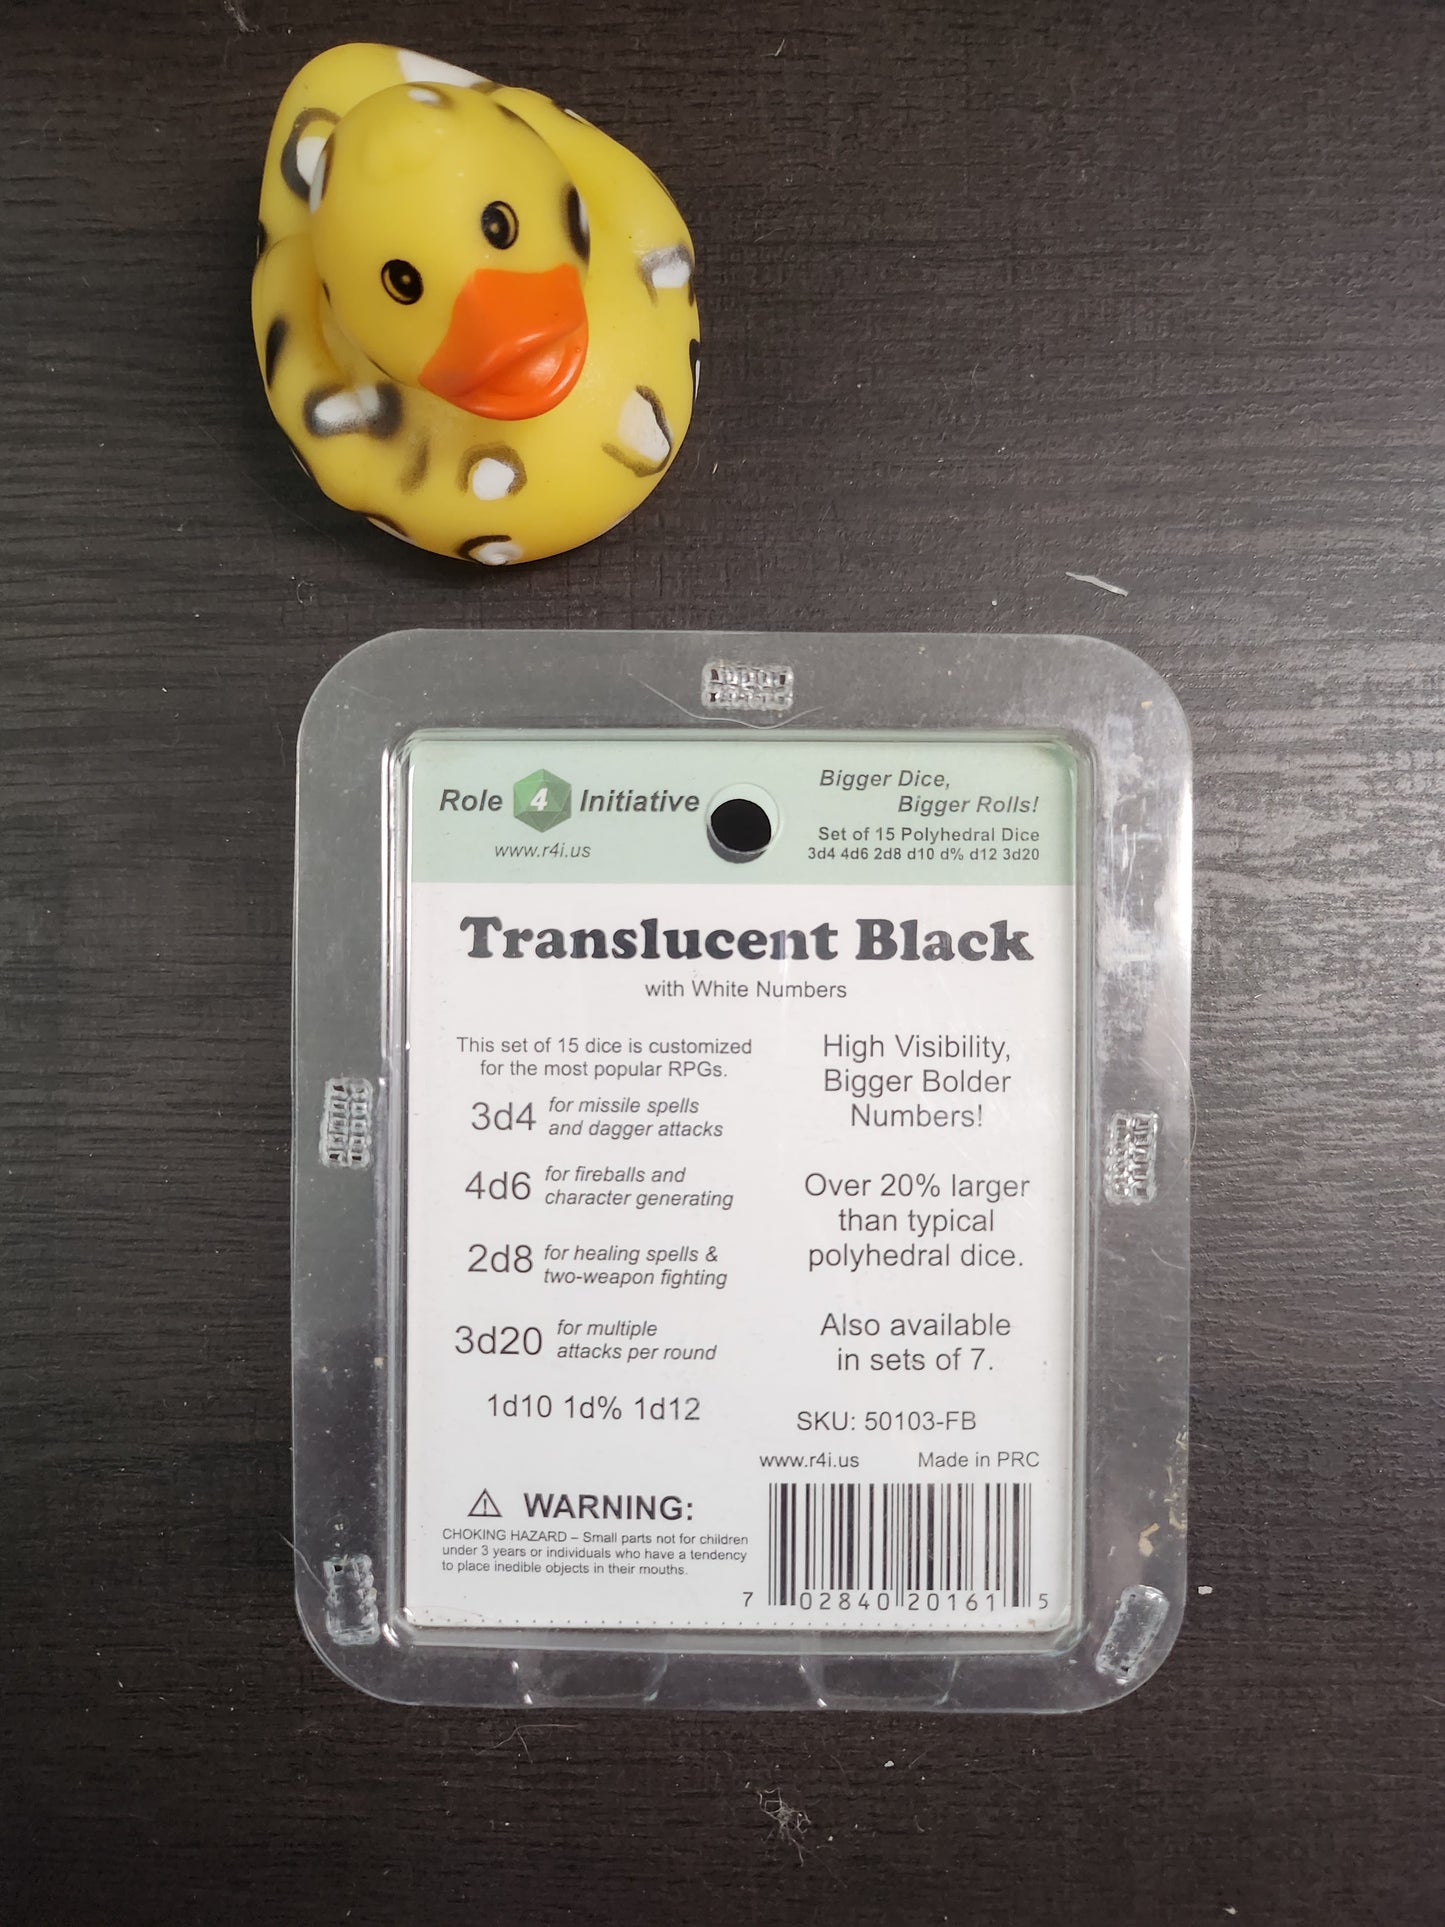 Role 4 Initiative
www.r4i.us
Bigger Dice,
Bigger Rolls!
Set of 15 Polyhedral Dice
3d4 4d6 2d8 d10 d% d12 3d20
Translucent Black
with White Numbers
This set of 15 dice is customized
for the most popular RPGs.
3d4 for missile spells
and dagger attacks
4d6 for fireballs and
character generating
2d8 for healing spells &
two-weapon fighting
3d20 for multiple
attacks per round
1d10 1d% 1d12
High Visibility,
Bigger Bolder
Numbers!
Over 20% larger
than typical
polyhedral dice.
Also available
in sets of 7.
SKU: 50103-FB
www.r4i.us Made in PRC
WARNING:
CHOKING HAZARD – Small parts not for children
under 3 years or individuals who have a tendency
to place inedible objects in their mouths.
7 02840 20161 5